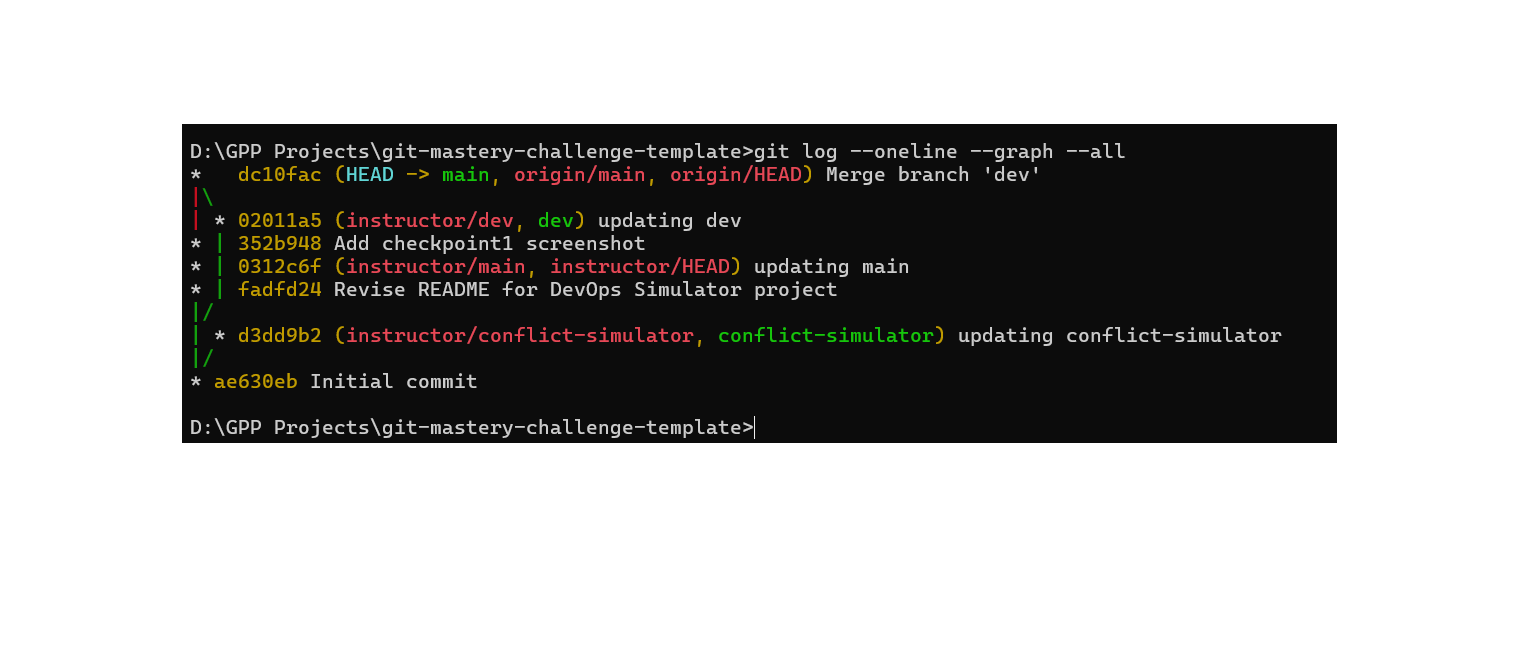 D:\GPP Projects\git-mastery-challenge-template>git log --oneline --graph --all
*   dc10fac (HEAD -> main, origin/main, origin/HEAD) Merge branch 'dev'
|\
| * 02011a5 (instructor/dev, dev) updating dev
* | 352b948 Add checkpoint1 screenshot
* | 0312c6f (instructor/main, instructor/HEAD) updating main
* | fadfd24 Revise README for DevOps Simulator project
|/
| * d3dd9b2 (instructor/conflict-simulator, conflict-simulator) updating conflict-simulator
|/
* ae630eb Initial commit
D:\GPP Projects\git-mastery-challenge-template>